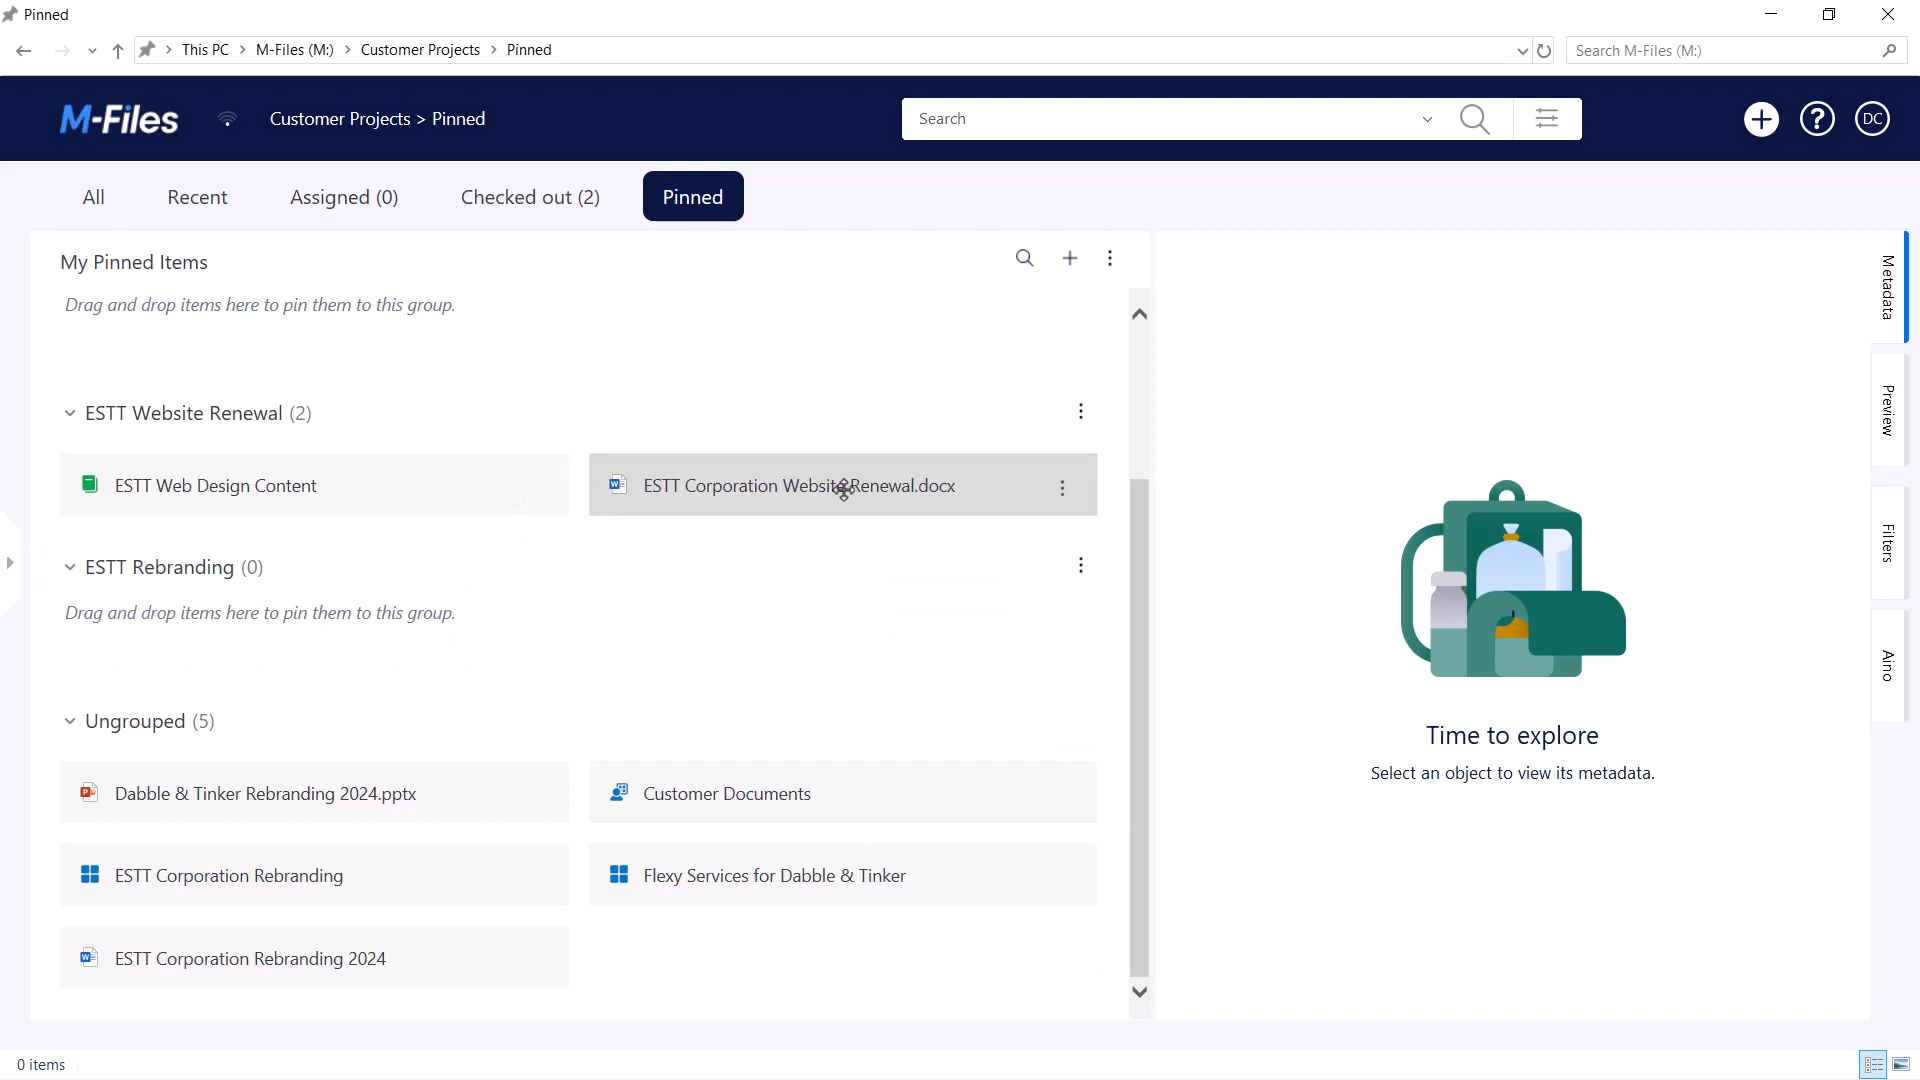 Pinned
This PC > M-Files (M:) > Customer Projects > Pinned
Search M-Files (M:)
M-Files
Customer Projects > Pinned
Search
DC
All
Recent
Assigned (0)
Checked out (2)
Pinned
My Pinned Items
Drag and drop items here to pin them to this group.
ESTT Website Renewal (2)
ESTT Web Design Content
ESTT Corporation Website Renewal.docx
ESTT Rebranding (0)
Drag and drop items here to pin them to this group.
Ungrouped (5)
Dabble & Tinker Rebranding 2024.pptx
Customer Documents
ESTT Corporation Rebranding
Flexy Services for Dabble & Tinker
ESTT Corporation Rebranding 2024
Time to explore
Select an object to view its metadata.
Metadata
Preview
Filters
Aino
0 items